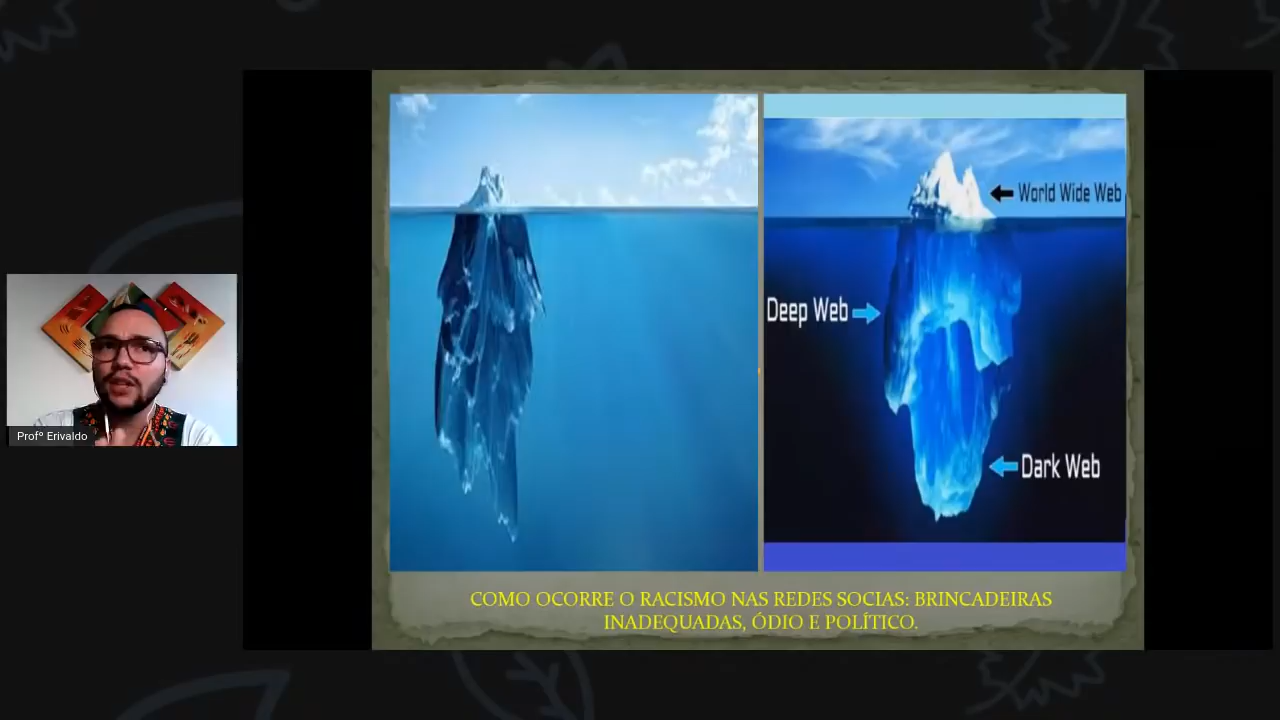 World Wide Web
Deep Web
Dark Web
Profº Erivaldo
COMO OCORRE O RACISMO NAS REDES SOCIAS: BRINCADEIRAS
INADEQUADAS, ÓDIO E POLÍTICO.